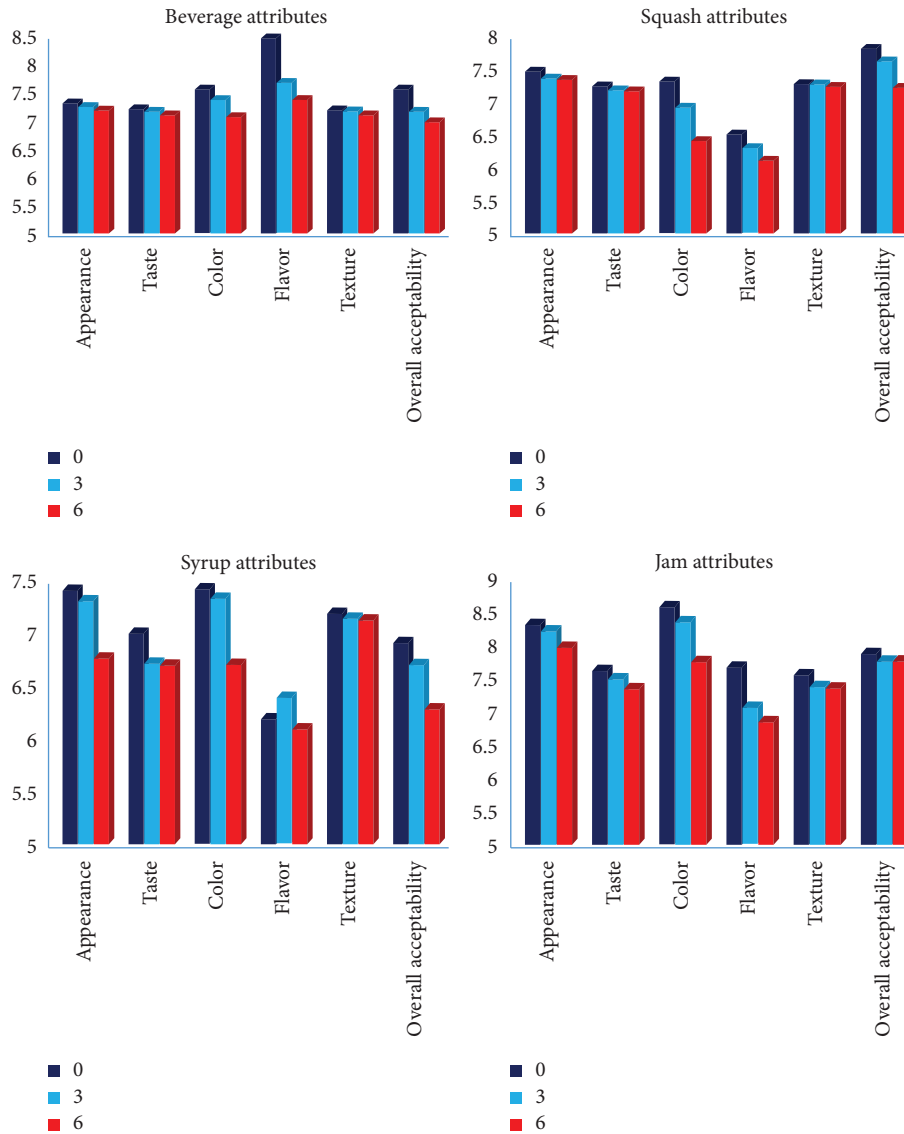 Beverage attributes
8.5
8
7.5
7
6.5
6
5.5
5
Appearance
Taste
Color
Flavor
Texture
Overall acceptability
0
3
6
Squash attributes
8
7.5
7
6.5
6
5.5
5
Appearance
Taste
Color
Flavor
Texture
Overall acceptability
0
3
6
Syrup attributes
7.5
7
6.5
6
5.5
5
Appearance
Taste
Color
Flavor
Texture
Overall acceptability
0
3
6
Jam attributes
9
8.5
8
7.5
7
6.5
6
5.5
5
Appearance
Taste
Color
Flavor
Texture
Overall acceptability
0
3
6